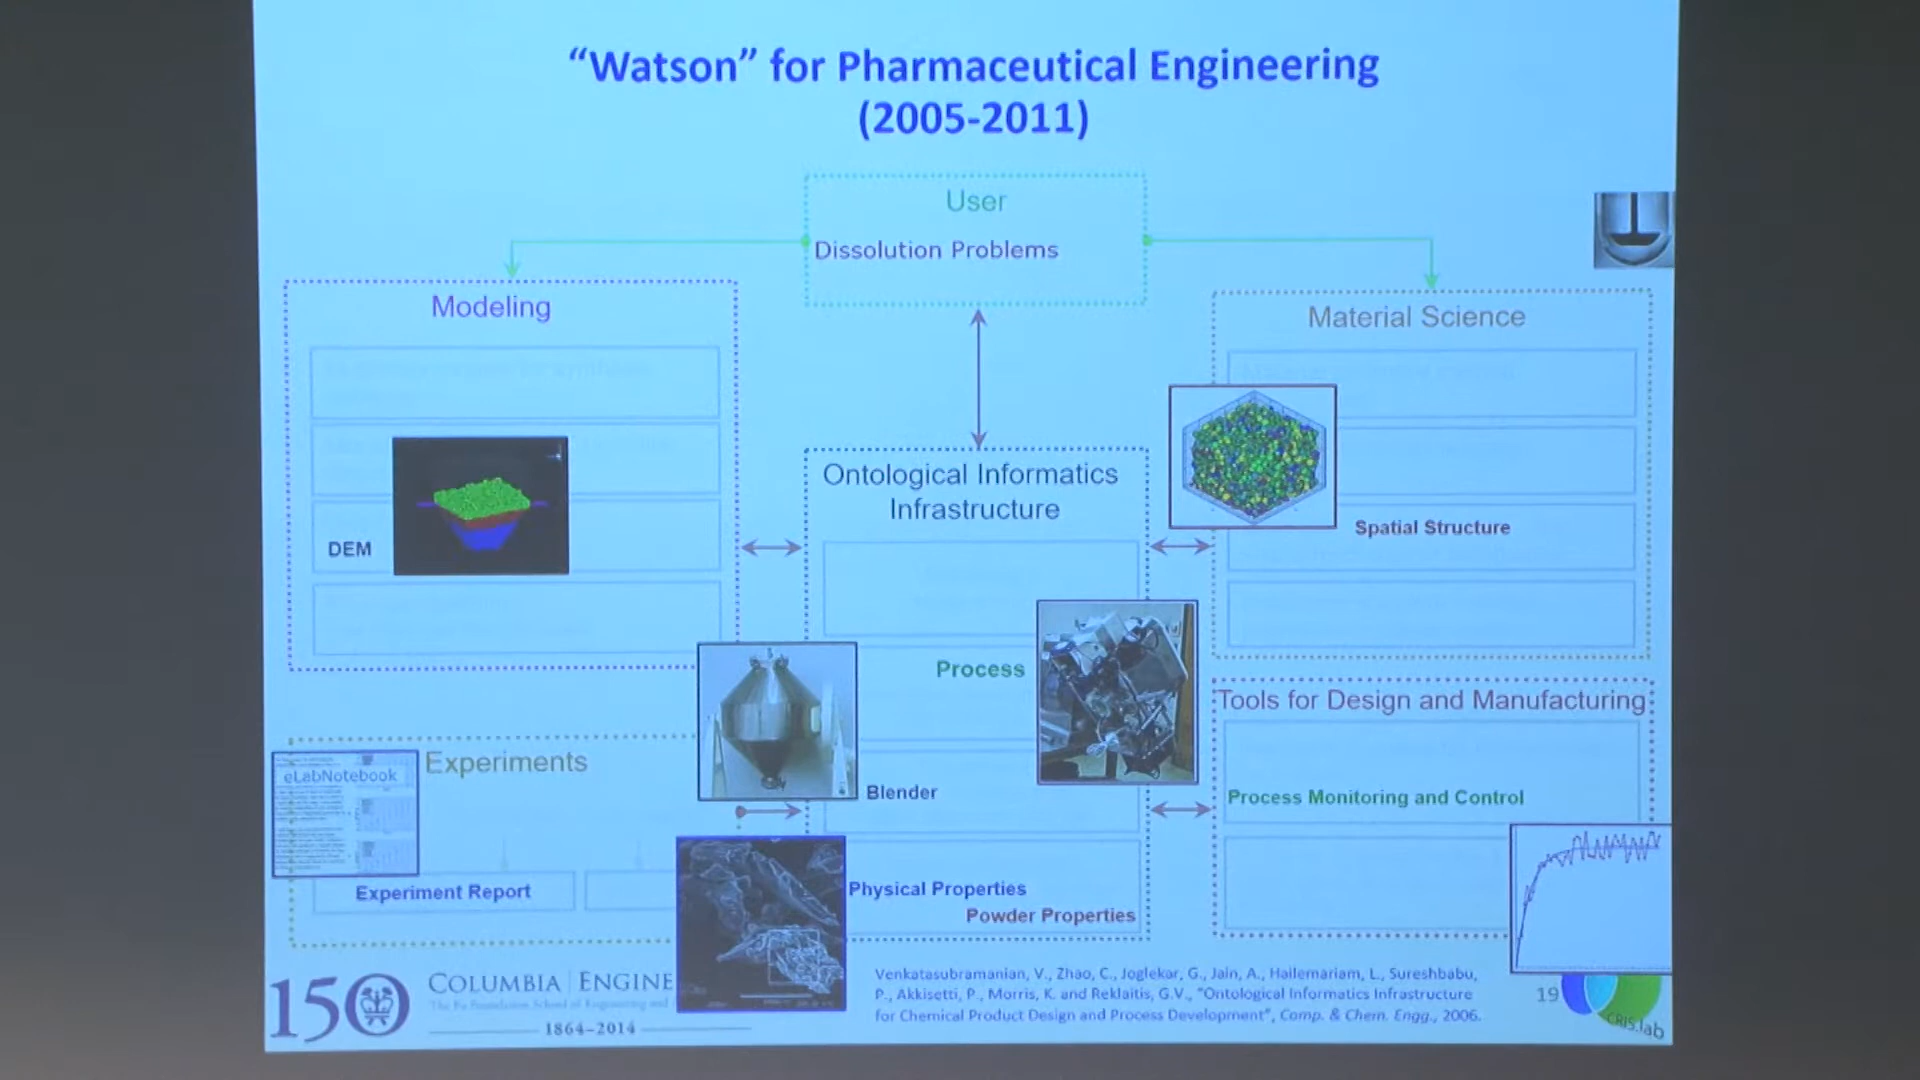 “Watson” for Pharmaceutical Engineering
(2005-2011)
User
Dissolution Problems
Modeling
DEM
Ontological Informatics
Infrastructure
Process
Blender
Physical Properties
Powder Properties
Material Science
Spatial Structure
Tools for Design and Manufacturing
Process Monitoring and Control
Experiments
eLabNotebook
Experiment Report
150
COLUMBIA | ENGINE
1864–2014
Venkatasubramanian, V., Zhao, C., Joglekar, G., Jain, A., Hailemariam, L., Sureshbabu,
P., Akkisetti, P., Morris, K. and Reklaitis, G.V., “Ontological Informatics Infrastructure
for Chemical Product Design and Process Development”, Comp. & Chem. Engg., 2006.
19
CRIS lab